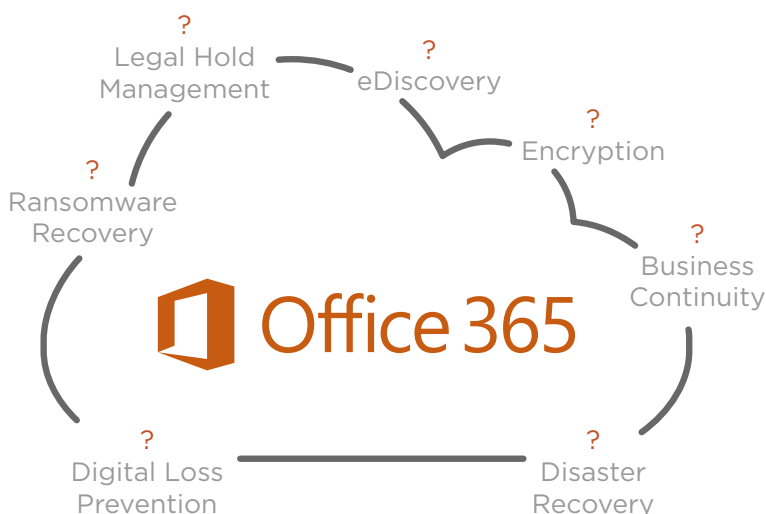 ?
Legal Hold
Management
?
eDiscovery
?
Encryption
?
Ransomware
Recovery
?
Business
Continuity
Office 365
?
Digital Loss
Prevention
?
Disaster
Recovery